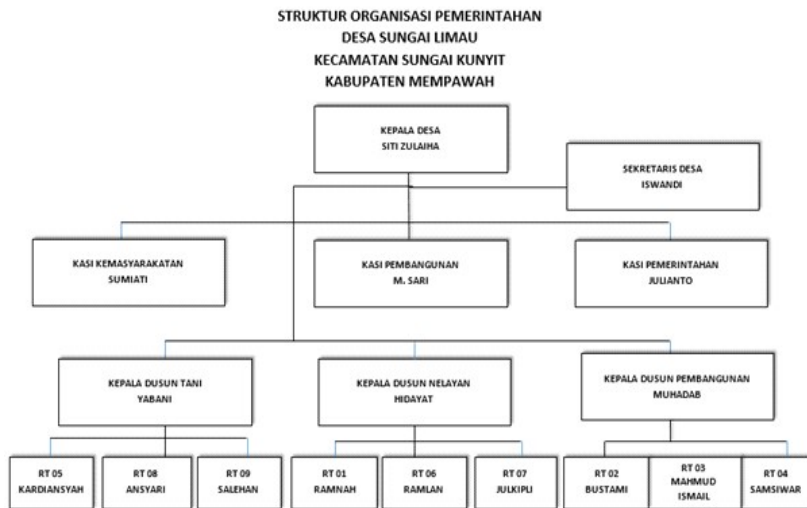 STRUKTUR ORGANISASI PEMERINTAHAN
DESA SUNGAI LIMAU
KECAMATAN SUNGAI KUNYIT
KABUPATEN MEMPAWAH
KEPALA DESA
SITI ZULAIHA
SEKRETARIS DESA
ISWANDI
KASI KEMASYARAKATAN
SUMIATI
KASI PEMBANGUNAN
M. SARI
KASI PEMERINTAHAN
JULIANTO
KEPALA DUSUN TANI
YABANI
KEPALA DUSUN NELAYAN
HIDAYAT
KEPALA DUSUN PEMBANGUNAN
MUHADAB
RT 05
KARDIANSYAH
RT 08
ANSYARI
RT 09
SALEHAN
RT 01
RAMNAH
RT 06
RAMLAN
RT 07
JULKIPLI
RT 02
BUSTAMI
RT 03
MAHMUD
ISMAIL
RT 04
SAMSIWAR